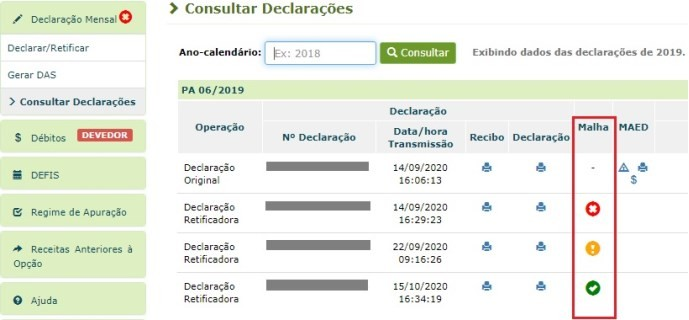 Declaração Mensal
Declarar/Retificar
Gerar DAS
Consultar Declarações
$ Débitos DEVEDOR
DEFIS
Regime de Apuração
Receitas Anteriores à
Opção
Ajuda
Consultar Declarações
Ano-calendário: Ex: 2018 Consultar Exibindo dados das declarações de 2019.
PA 06/2019
Operação
Declaração
Nº Declaração
Data/hora
Transmissão
Recibo
Declaração
Malha
MAED
Declaração
Original
14/09/2020
16:06:13
-
$
Declaração
Retificadora
14/09/2020
16:29:23
Declaração
Retificadora
22/09/2020
09:16:26
Declaração
Retificadora
15/10/2020
16:34:19